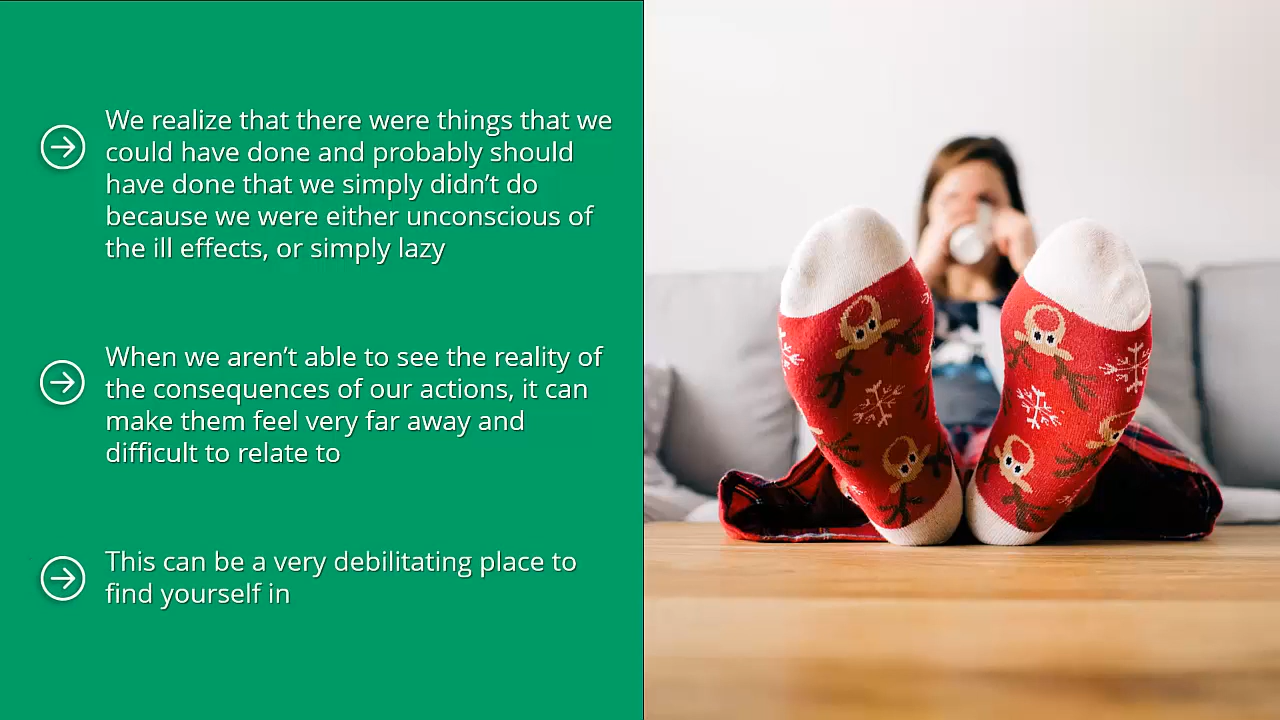 We realize that there were things that we
could have done and probably should
have done that we simply didn’t do
because we were either unconscious of
the ill effects, or simply lazy
When we aren’t able to see the reality of
the consequences of our actions, it can
make them feel very far away and
difficult to relate to
This can be a very debilitating place to
find yourself in